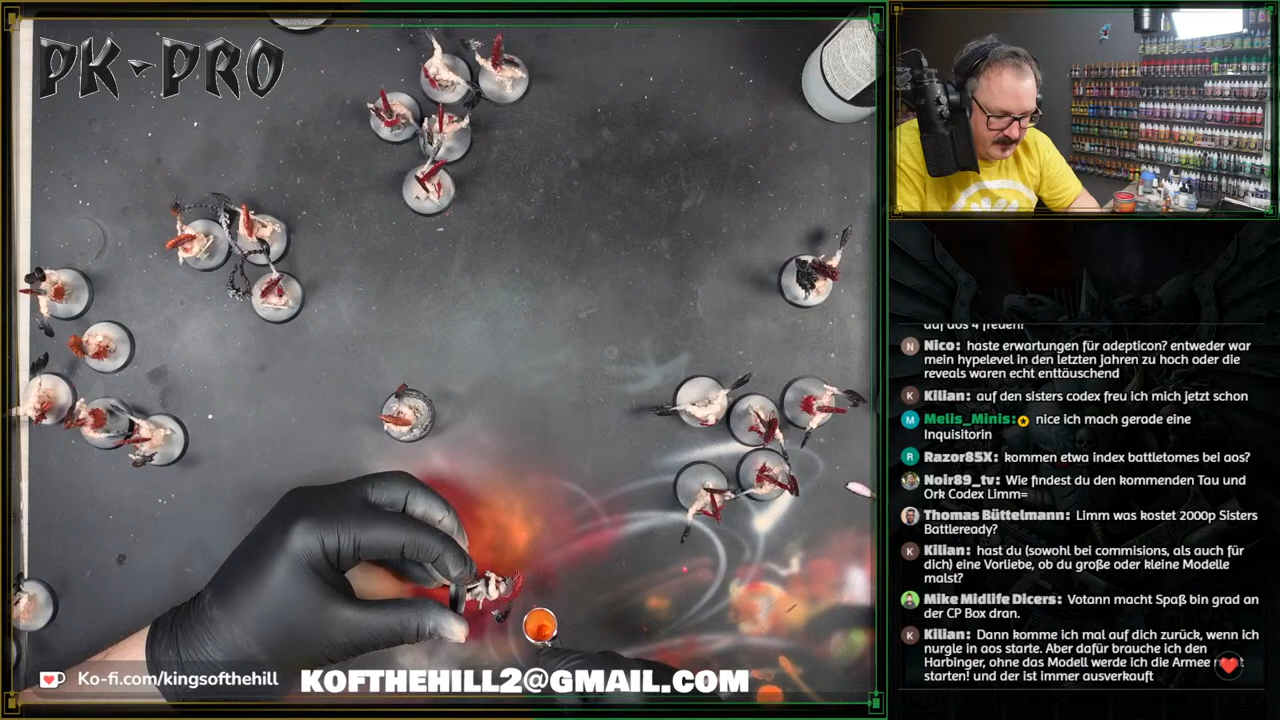 PK-PRO
auf aos 4 freuen!
Nico: haste erwartungen für adepticon? entweder war
mein hypelevel in den letzten jahren zu hoch oder die
reveals waren echt enttäuschend
Kilian: auf den sisters codex freu ich mich jetzt schon
Melis_Minis: nice ich mach gerade eine
Inquisitorin
Razor85X: kommen etwa index battletomes bei aos?
Noir89_tv: Wie findest du den kommenden Tau und
Ork Codex Limm=
Thomas Büttelmann: Limm was kostet 2000p Sisters
Battleready?
Kilian: hast du (sowohl bei commisions, als auch für
dich) eine Vorliebe, ob du große oder kleine Modelle
malst?
Mike Midlife Dicers: Votann macht Spaß bin grad an
der CP Box dran.
Kilian: Dann komme ich mal auf dich zurück, wenn ich
nurgle in aos starte. Aber dafür brauche ich den
Harbinger, ohne das Modell werde ich die Armee
starten! und der ist immer ausverkauft
Ko-fi.com/kingsofthehill
KOFTHEHILL2@GMAIL.COM